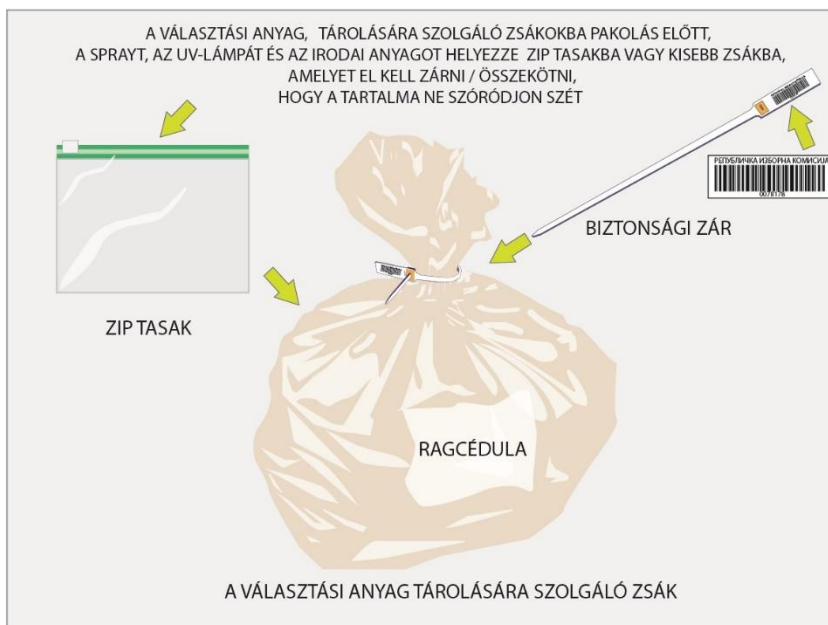 A VÁLASZTÁSI ANYAG, TÁROLÁSÁRA SZOLGÁLÓ ZSÁKOKBA PAKOLÁS ELŐTT,
A SPRAYT, AZ UV-LÁMPÁT ÉS AZ IRODAI ANYAGOT HELYEZZE ZIP TASAKBA VAGY KISEBB ZSÁKBA,
AMELYET EL KELL ZÁRNI / ÖSSZEKÖTNI,
HOGY A TARTALMA NE SZÓRÓDJON SZÉT
РЕПУБЛИЧКА ИЗБОРНА КОМИСИЈА
0078178
BIZTONSÁGI ZÁR
ZIP TASAK
RAGCÉDULA
A VÁLASZTÁSI ANYAG TÁROLÁSÁRA SZOLGÁLÓ ZSÁK